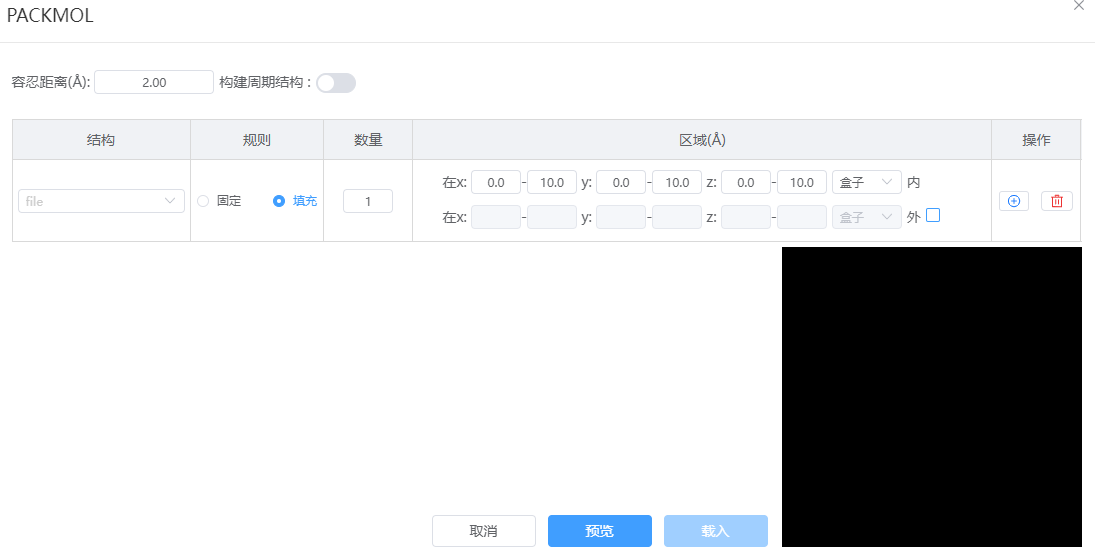 PACKMOL
容忍距离(Å): 2.00 构建周期结构 :
结构 规则 数量 区域(Å) 操作
file 固定 填充 1
在x: 0.0 - 10.0 y: 0.0 - 10.0 z: 0.0 - 10.0 盒子 内
在x: - y: - z: - 盒子 外
取消 预览 载入